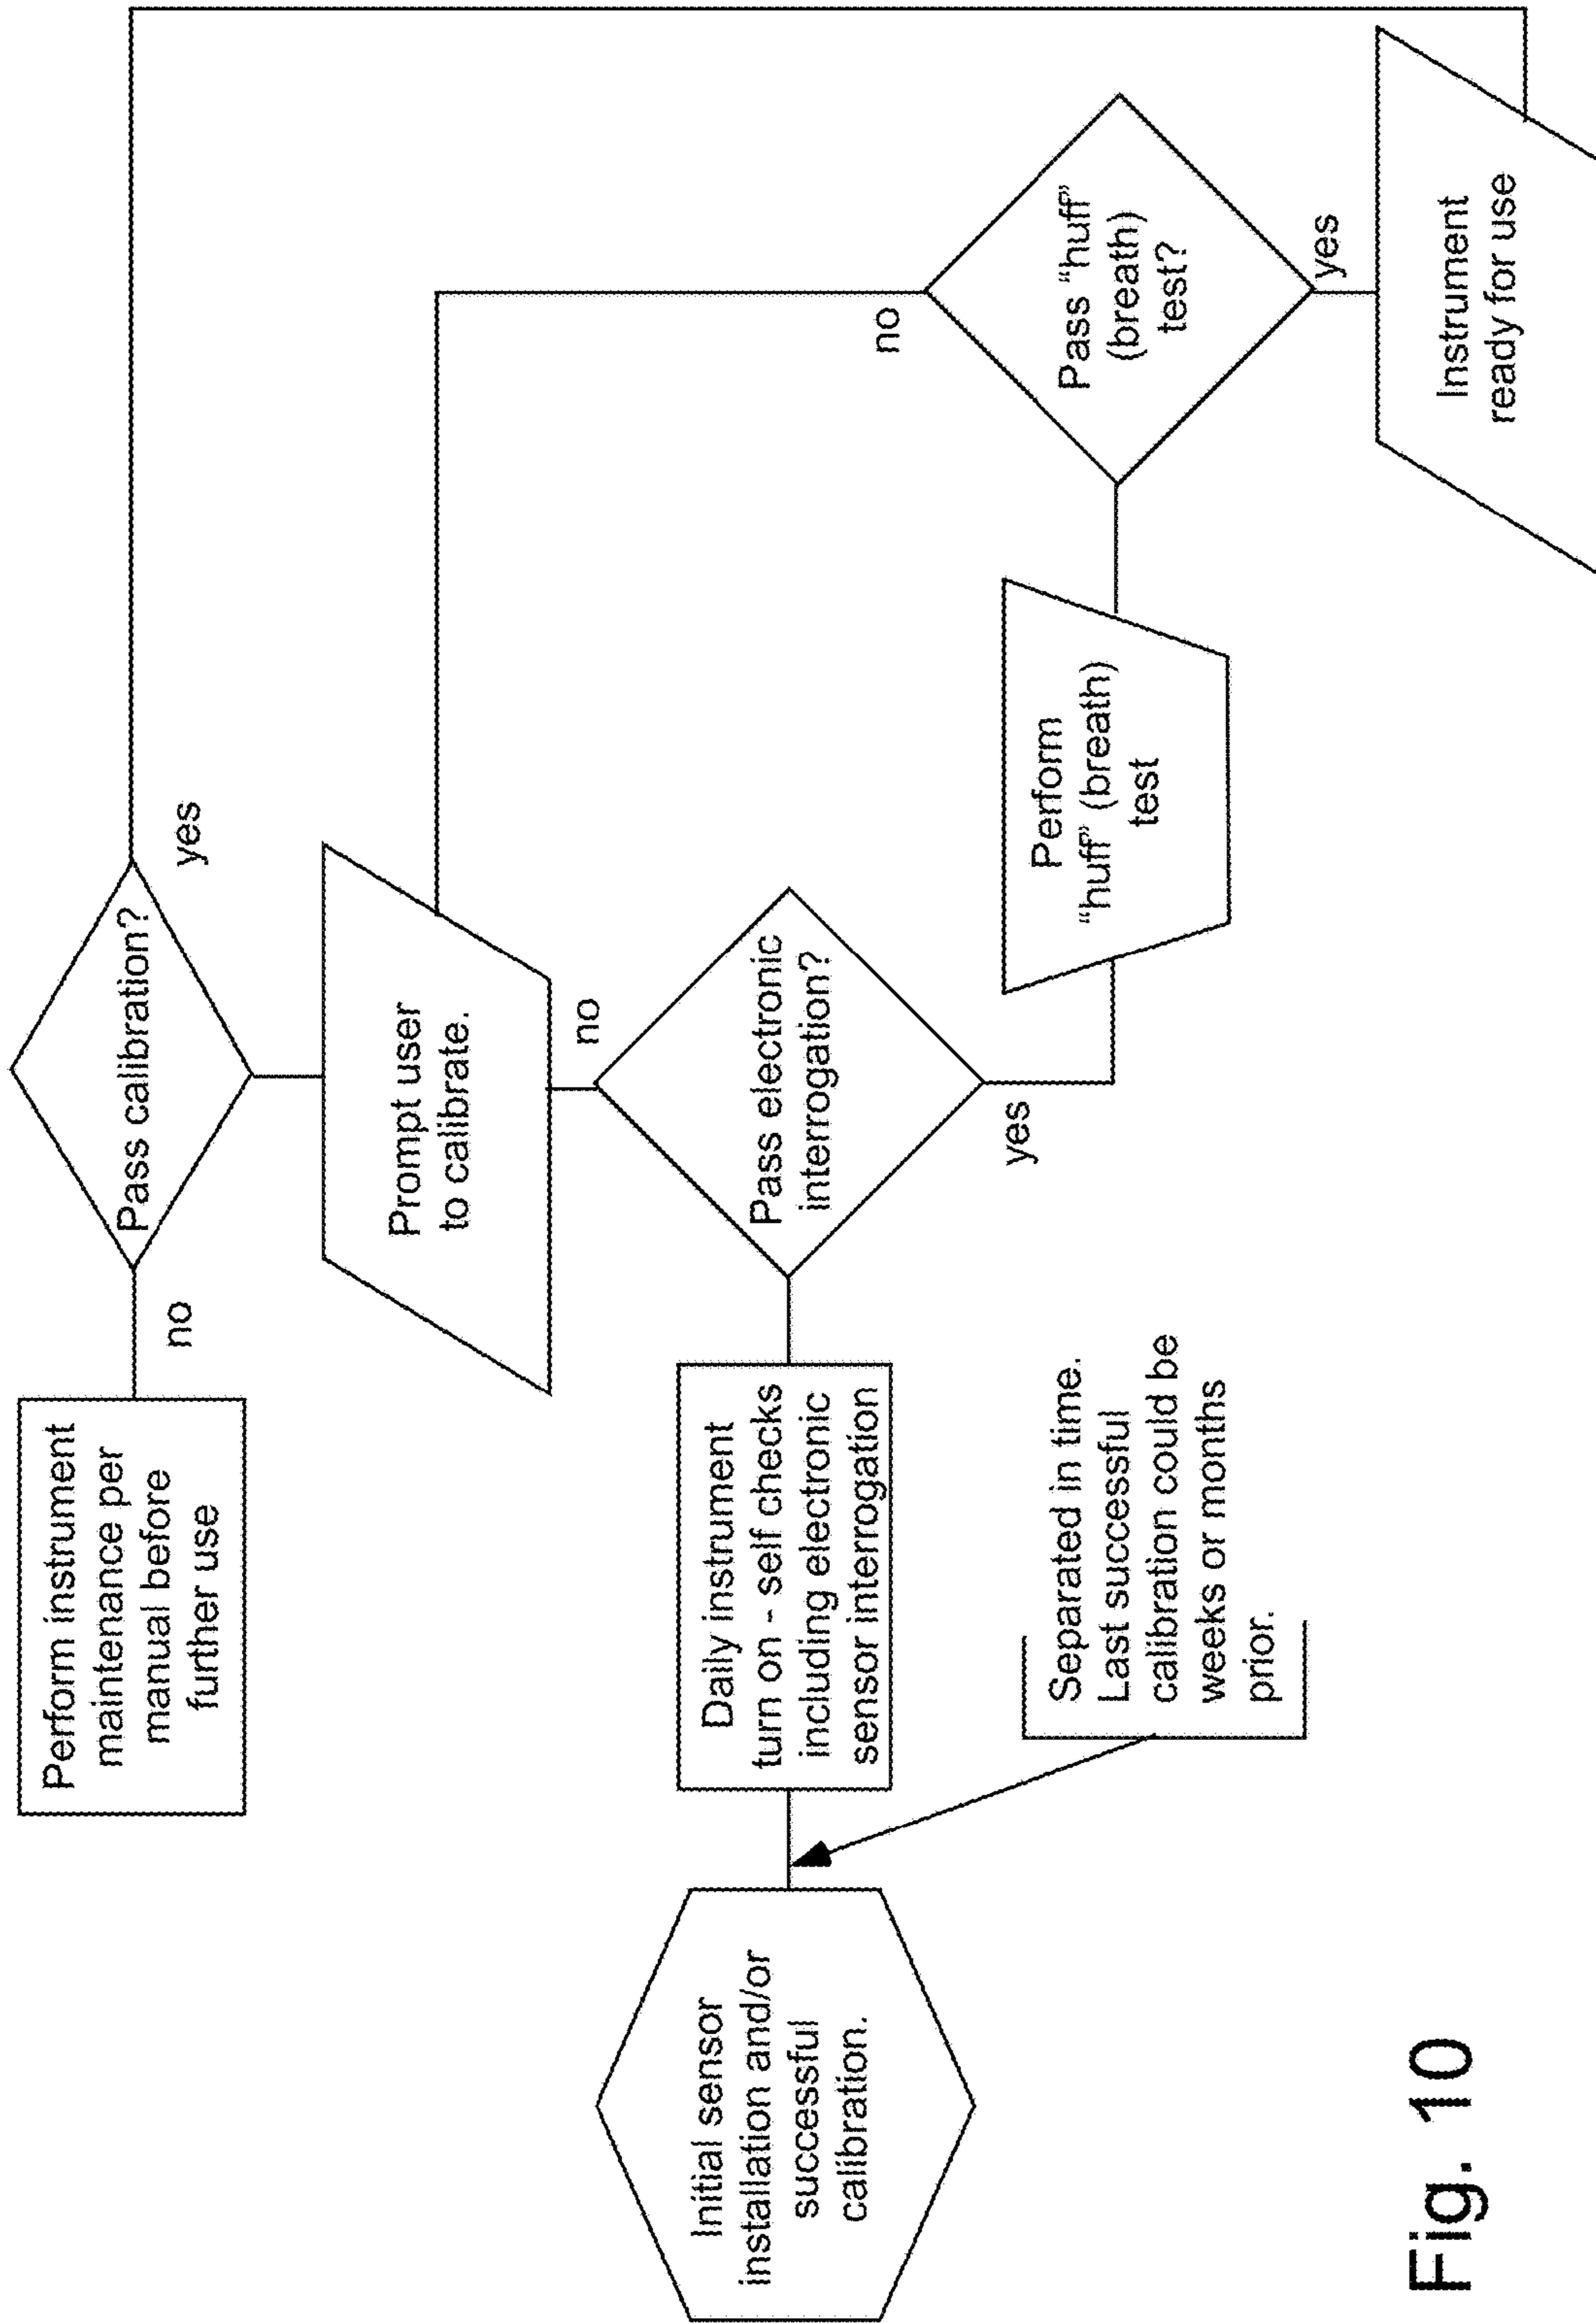 Perform instrument
maintenance per
manual before
further use
no
Pass calibration?
yes
Prompt user
to calibrate.
no
Initial sensor
installation and/or
successful
calibration.
Daily instrument
turn on - self checks
including electronic
sensor interrogation
Pass electronic
interrogation?
yes
Separated in time.
Last successful
calibration could be
weeks or months
prior.
Perform
“huff” (breath)
test
no
Pass “huff”
(breath)
test?
yes
Instrument
ready for use
Fig. 10